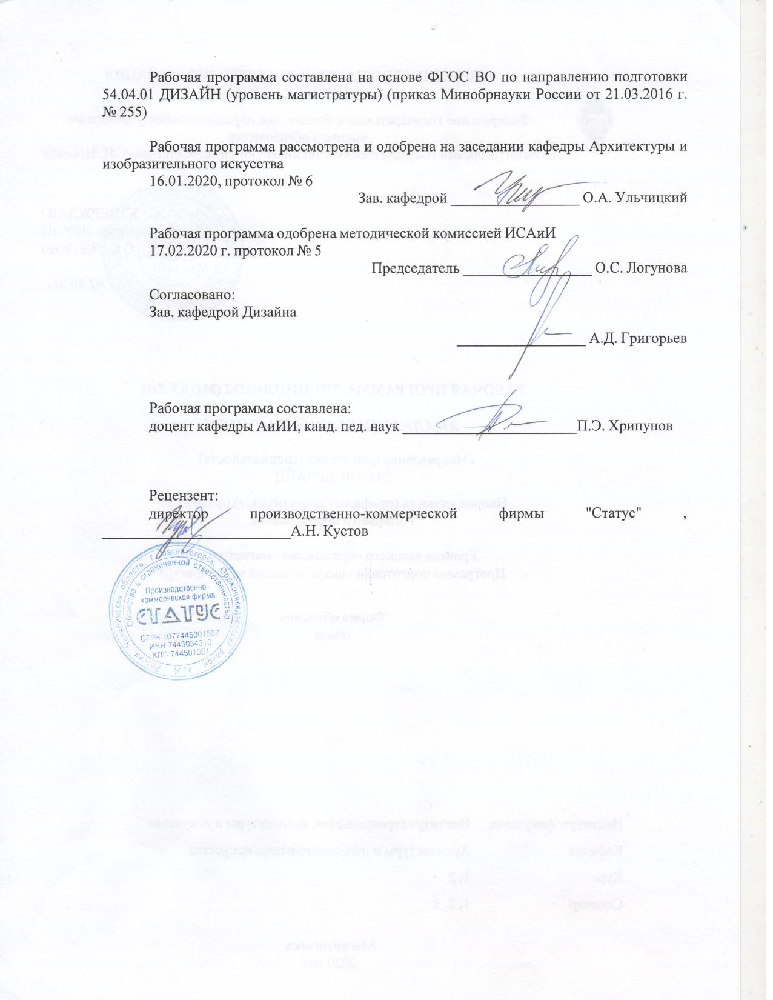 Рабочая программа составлена на основе ФГОС ВО по направлению подготовки
54.04.01 ДИЗАЙН (уровень магистратуры) (приказ Минобрнауки России от 21.03.2016 г.
№ 255)
Рабочая программа рассмотрена и одобрена на заседании кафедры Архитектуры и
изобразительного искусства
16.01.2020, протокол № 6
Зав. кафедрой _________________ О.А. Ульчицкий
Рабочая программа одобрена методической комиссией ИСАиИ
17.02.2020 г. протокол № 5
Председатель _________________ О.С. Логунова
Согласовано:
Зав. кафедрой Дизайна
_________________ А.Д. Григорьев
Рабочая программа составлена:
доцент кафедры АиИИ, канд. пед. наук _______________________П.Э. Хрипунов
Рецензент:
директор производственно-коммерческой фирмы "Статус" ,
_________________________А.Н. Кустов
Россия, Челябинская область, г. Магнитогорск, Орджоникидзевский район
Общество с ограниченной ответственностью
Производственно-
коммерческая фирма
СТАТУС
ОГРН 1077445001567
ИНН 7445034310
КПП 744501001